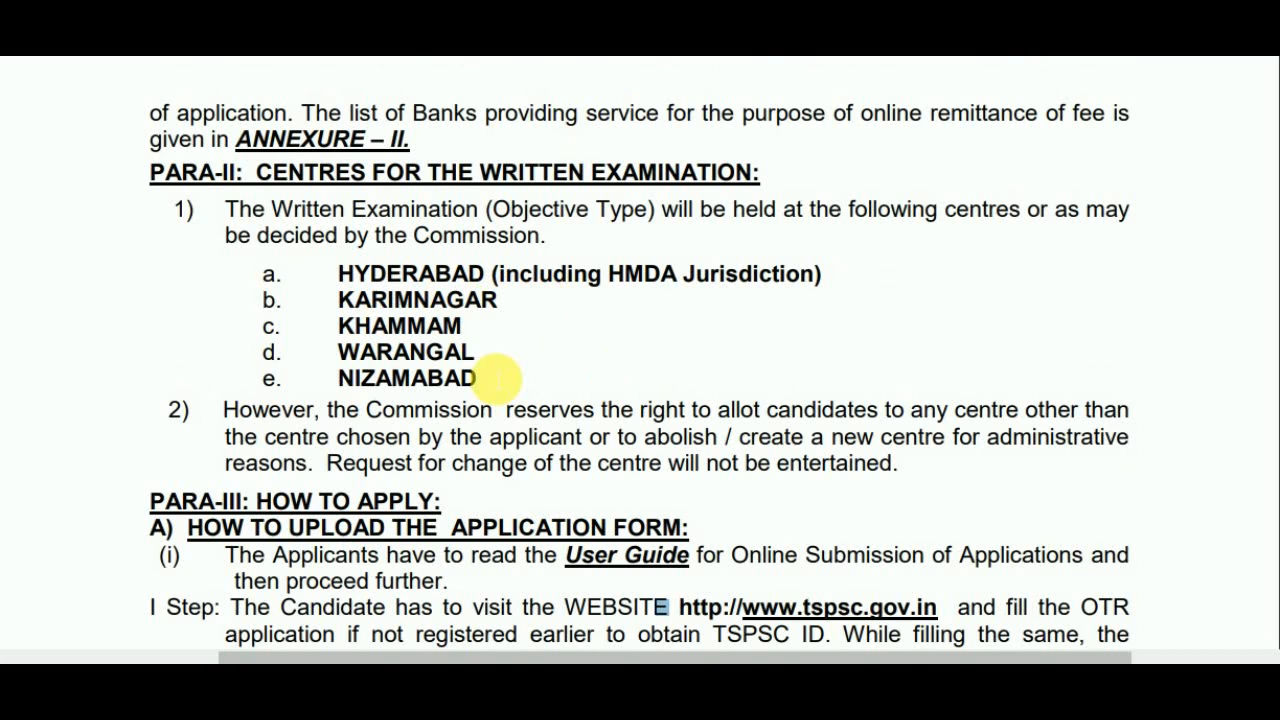 of application. The list of Banks providing service for the purpose of online remittance of fee is
given in ANNEXURE – II.
PARA-II: CENTRES FOR THE WRITTEN EXAMINATION:
1) The Written Examination (Objective Type) will be held at the following centres or as may
be decided by the Commission.
a. HYDERABAD (including HMDA Jurisdiction)
b. KARIMNAGAR
c. KHAMMAM
d. WARANGAL
e. NIZAMABAD
2) However, the Commission reserves the right to allot candidates to any centre other than
the centre chosen by the applicant or to abolish / create a new centre for administrative
reasons. Request for change of the centre will not be entertained.
PARA-III: HOW TO APPLY:
A) HOW TO UPLOAD THE APPLICATION FORM:
(i) The Applicants have to read the User Guide for Online Submission of Applications and
then proceed further.
I Step: The Candidate has to visit the WEBSITE http://www.tspsc.gov.in and fill the OTR
application if not registered earlier to obtain TSPSC ID. While filling the same, the